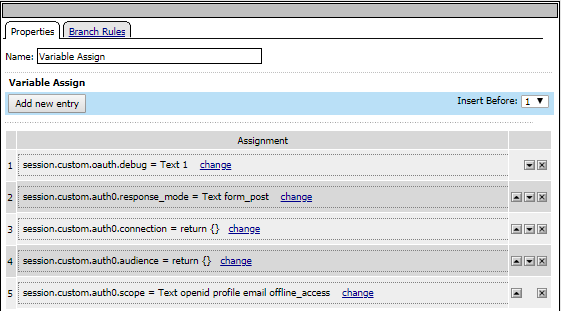 Properties Branch Rules
Name: Variable Assign
Variable Assign
Add new entry Insert Before: 1
Assignment
1 session.custom.oauth.debug = Text 1 change
2 session.custom.auth0.response_mode = Text form_post change
3 session.custom.auth0.connection = return {} change
4 session.custom.auth0.audience = return {} change
5 session.custom.auth0.scope = Text openid profile email offline_access change